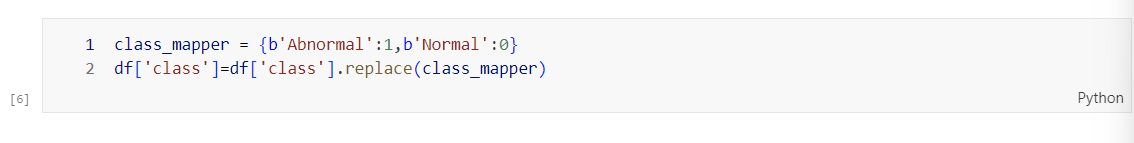 1 class_mapper = {b'Abnormal':1,b'Normal':0}
2 df['class']=df['class'].replace(class_mapper)
[6]
Python